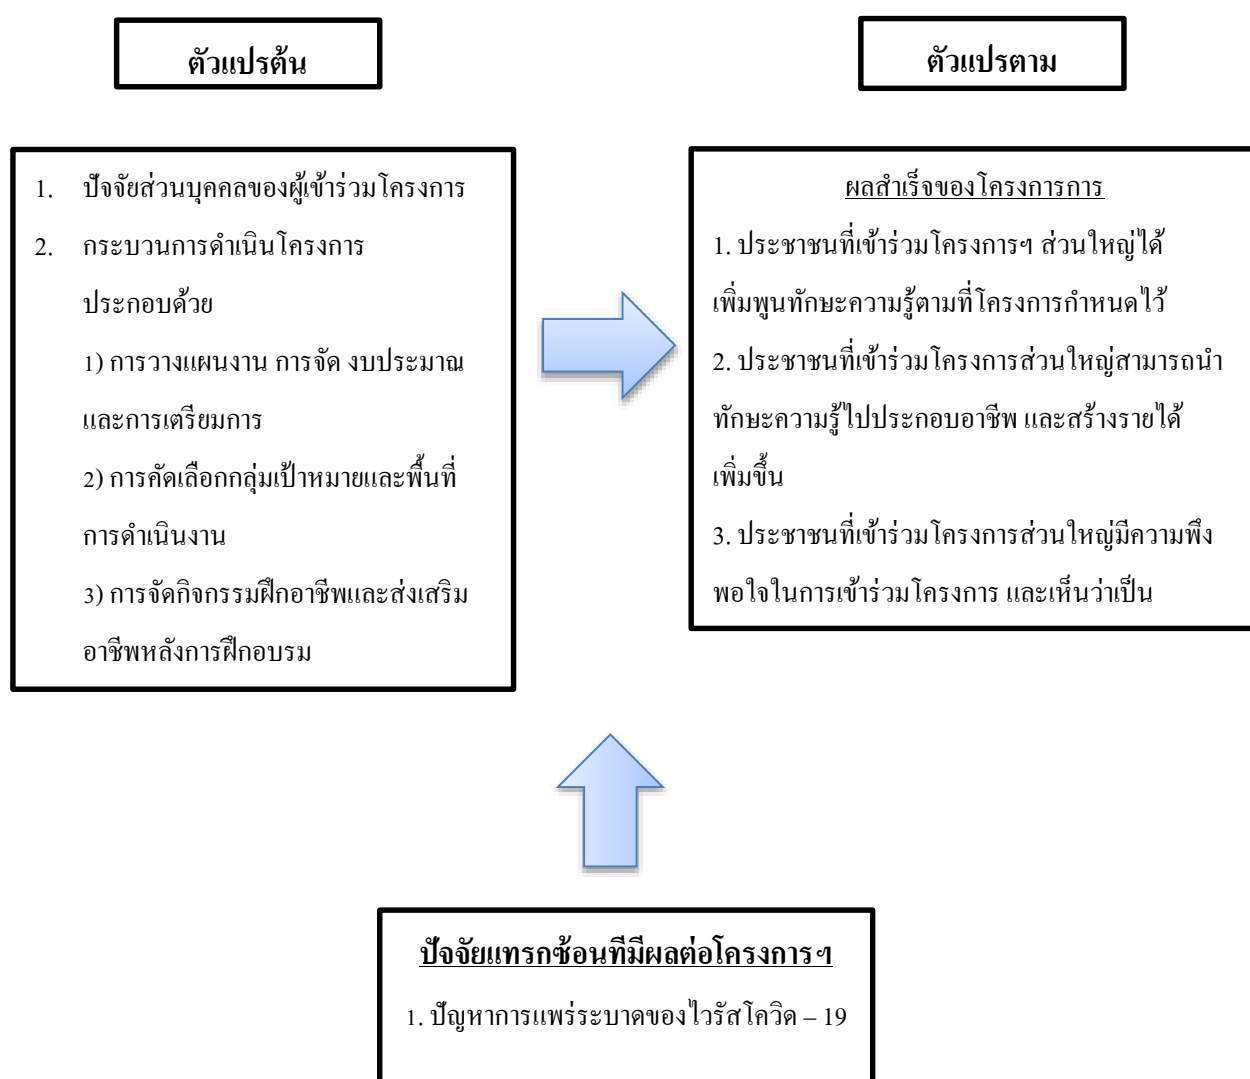 ตัวแปรต้น
ตัวแปรตาม
1. ปัจจัยส่วนบุคคลของผู้เข้าร่วมโครงการ
2. กระบวนการดำเนินโครงการ
ประกอบด้วย
1) การวางแผนงาน การจัด งบประมาณ
และการเตรียมการ
2) การคัดเลือกกลุ่มเป้าหมายและพื้นที่
การดำเนินงาน
3) การจัดกิจกรรมฝึกอาชีพและส่งเสริม
อาชีพหลังการฝึกอบรม
ผลสำเร็จของโครงการการ
1. ประชาชนที่เข้าร่วมโครงการฯ ส่วนใหญ่ได้
เพิ่มพูนทักษะความรู้ตามที่โครงการกำหนดไว้
2. ประชาชนที่เข้าร่วมโครงการส่วนใหญ่สามารถนำ
ทักษะความรู้ไปประกอบอาชีพ และสร้างรายได้
เพิ่มขึ้น
3. ประชาชนที่เข้าร่วมโครงการส่วนใหญ่มีความพึง
พอใจในการเข้าร่วมโครงการ และเห็นว่าเป็น
ปัจจัยแทรกซ้อนที่มีผลต่อโครงการฯ
1. ปัญหาการแพร่ระบาดของไวรัสโควิด – 19